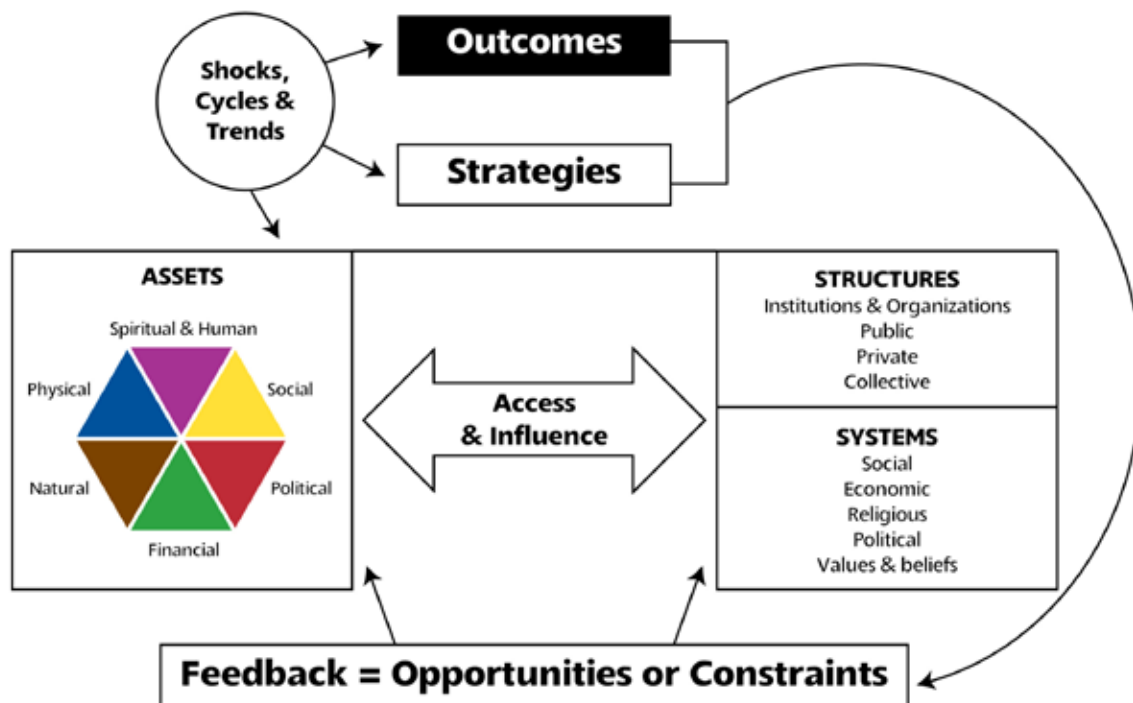 Outcomes
Shocks,
Cycles &
Trends
Strategies
ASSETS
Spiritual & Human
Physical
Social
Natural
Political
Financial
Access
& Influence
STRUCTURES
Institutions & Organizations
Public
Private
Collective
SYSTEMS
Social
Economic
Religious
Political
Values & beliefs
Feedback = Opportunities or Constraints